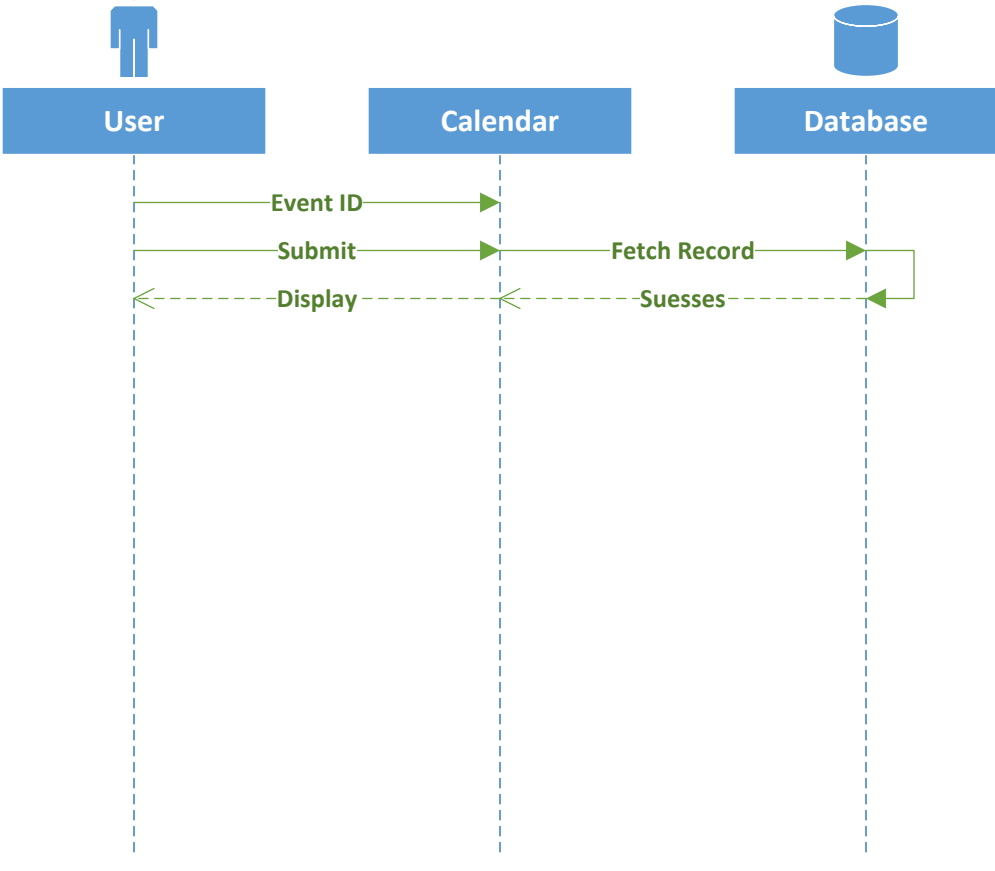 User
Calendar
Database
Event ID
Submit
Fetch Record
Display
Suesses